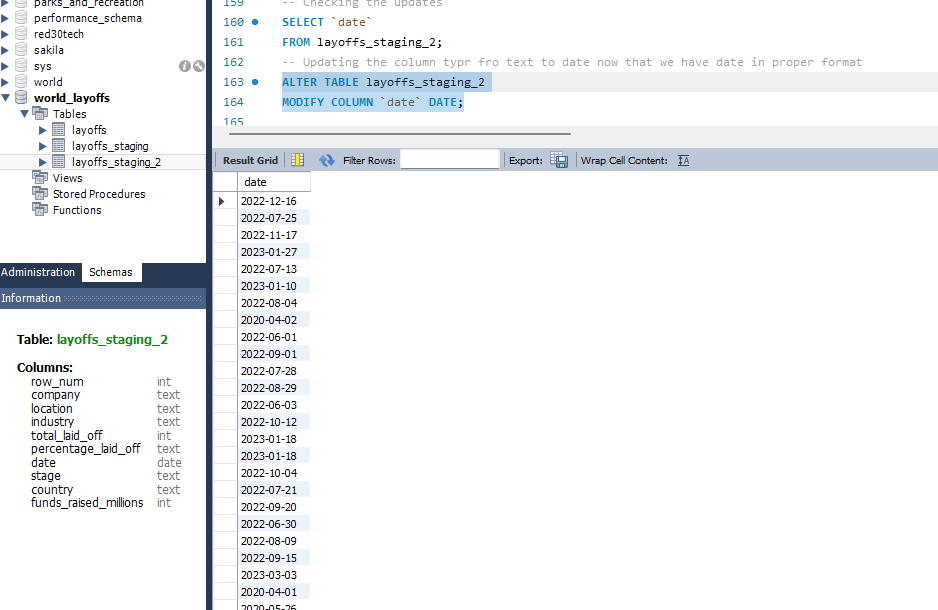 parks_and_recreation
performance_schema
red30tech
sakila
sys
world
world_layoffs
Tables
layoffs
layoffs_staging
layoffs_staging_2
Views
Stored Procedures
Functions
Administration Schemas
Information
Table: layoffs_staging_2
Columns:
row_num int
company text
location text
industry text
total_laid_off int
percentage_laid_off text
date date
stage text
country text
funds_raised_millions int
159 -- Checking the updates
160 SELECT `date`
161 FROM layoffs_staging_2;
162 -- Updating the column typr fro text to date now that we have date in proper format
163 ALTER TABLE layoffs_staging_2
164 MODIFY COLUMN `date` DATE;
165
Result Grid Filter Rows: Export: Wrap Cell Content: IA
date
2022-12-16
2022-07-25
2022-11-17
2023-01-27
2022-07-13
2023-01-10
2022-08-04
2020-04-02
2022-06-01
2022-09-01
2022-07-28
2022-08-29
2022-06-03
2022-10-12
2023-01-18
2023-01-18
2022-10-04
2022-07-21
2022-09-20
2022-06-30
2022-08-09
2022-09-15
2023-03-03
2020-04-01
2020-05-26